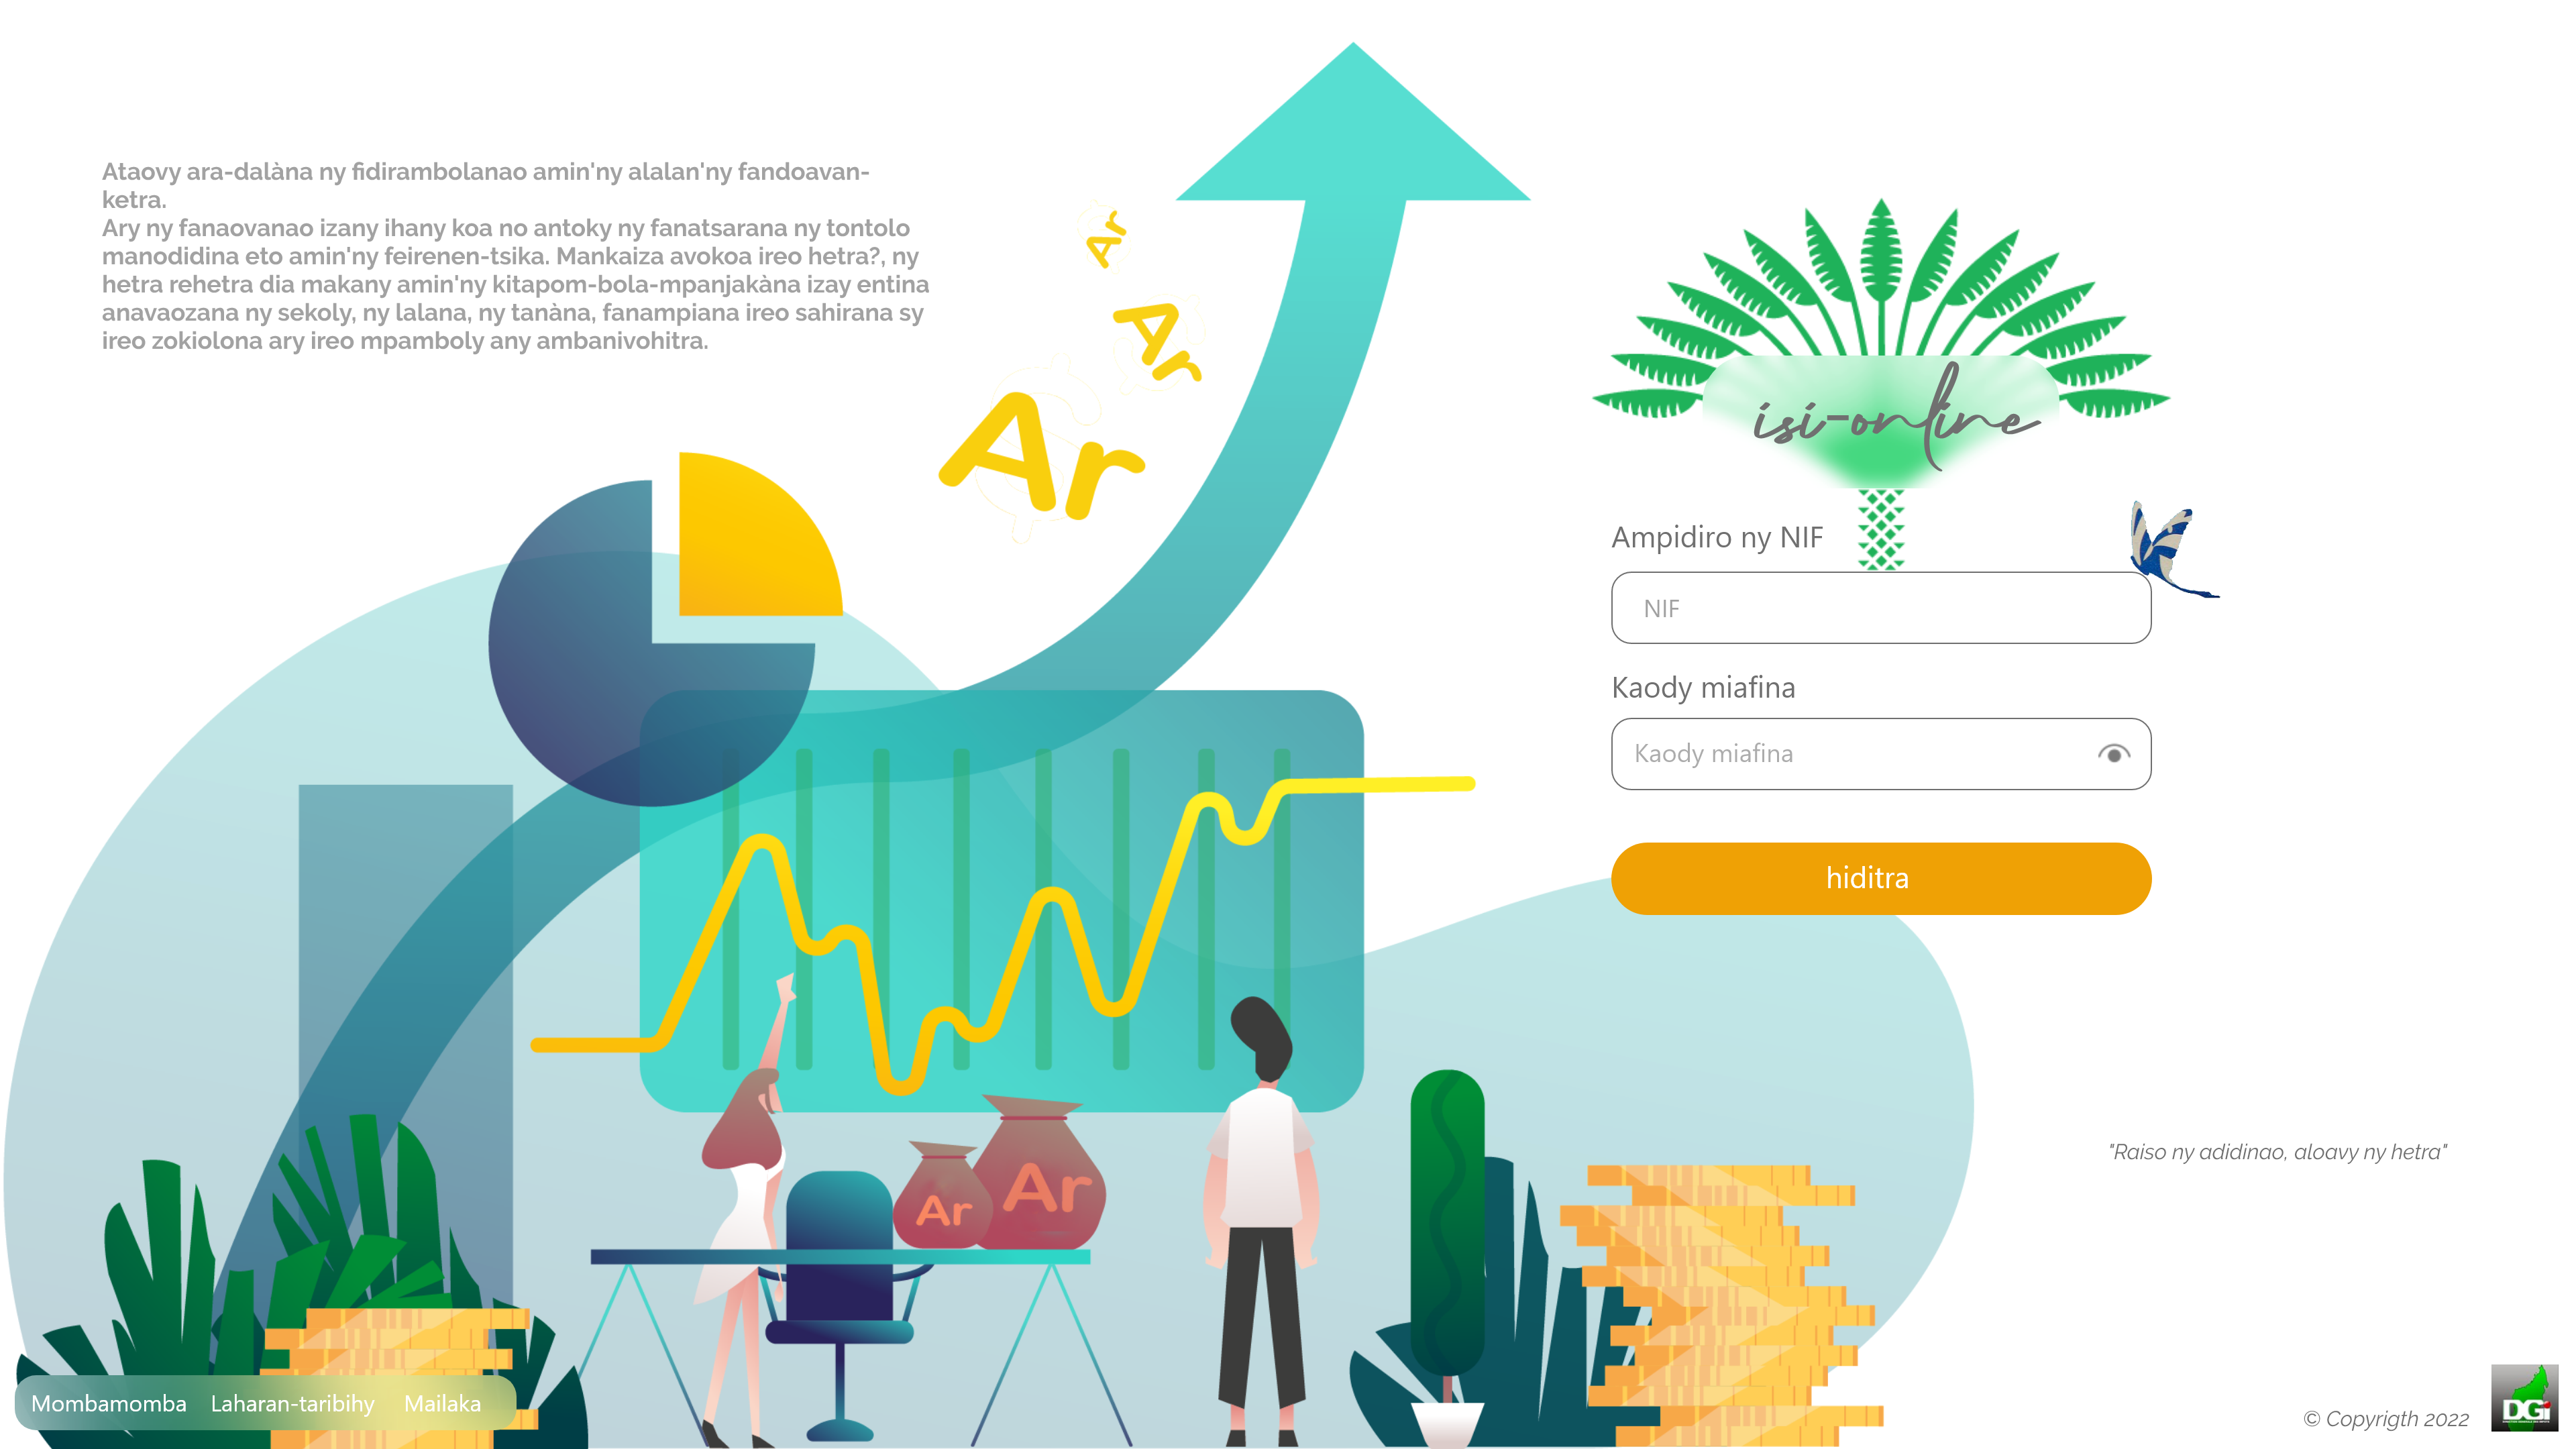 Ataovy ara-dalàna ny fidirambolanao amin'ny alalan'ny fandoavan-
ketra.
Ary ny fanaovanao izany ihany koa no antoky ny fanatsarana ny tontolo
manodidina eto amin'ny feirenen-tsika. Mankaiza avokoa ireo hetra?, ny
hetra rehetra dia makany amin'ny kitapom-bola-mpanjakàna izay entina
anavaozana ny sekoly, ny lalana, ny tanàna, fanampiana ireo sahirana sy
ireo zokiolona ary ireo mpamboly any ambanivohitra.
Ar
Ar
Ar
isi-online
Ampidiro ny NIF
NIF
Kaody miafina
Kaody miafina
hiditra
Ar
Ar
"Raiso ny adidinao, aloavy ny hetra"
Mombamomba Laharan-taribihy Mailaka
© Copyrigth 2022
DGi